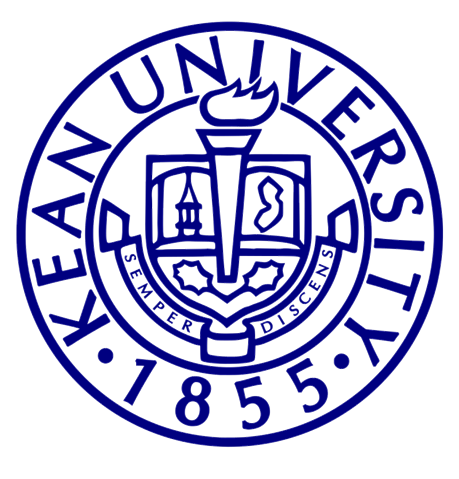 KEAN UNIVERSITY
SEMPER DISCENS
• 1855 •